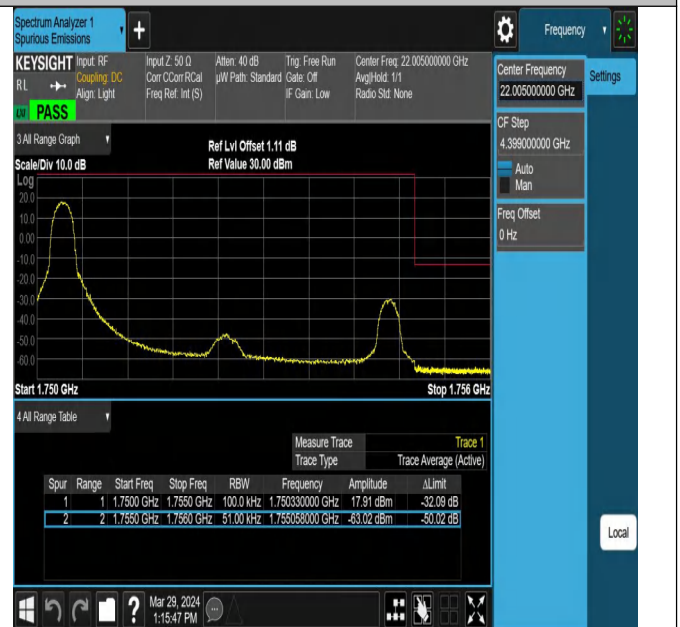 Spectrum Analyzer 1
Spurious Emissions
+
Frequency
KEYSIGHT
RL
Input: RF
Coupling: DC
Align: Light
Input Z: 50 Ω
Corr CCorr RCal
Freq Ref: Int (S)
Atten: 40 dB
µW Path: Standard
Trig: Free Run
Gate: Off
IF Gain: Low
Center Freq: 22.005000000 GHz
Avg|Hold: 1/1
Radio Std: None
LXI PASS
Center Frequency
22.005000000 GHz
Settings
CF Step
4.399000000 GHz
Auto
Man
Freq Offset
0 Hz
3 All Range Graph
Ref Lvl Offset 1.11 dB
Scale/Div 10.0 dB
Ref Value 30.00 dBm
Log
20.0
10.0
0.00
-10.0
-20.0
-30.0
-40.0
-50.0
-60.0
Start 1.750 GHz
Stop 1.756 GHz
4 All Range Table
Measure Trace Trace 1
Trace Type Trace Average (Active)
Spur Range Start Freq Stop Freq RBW Frequency Amplitude ΔLimit
1 1 1.7500 GHz 1.7550 GHz 100.0 kHz 1.750330000 GHz 17.91 dBm -32.09 dB
2 2 1.7550 GHz 1.7560 GHz 51.00 kHz 1.755058000 GHz -63.02 dBm -50.02 dB
Local
?
Mar 29, 2024
1:15:47 PM